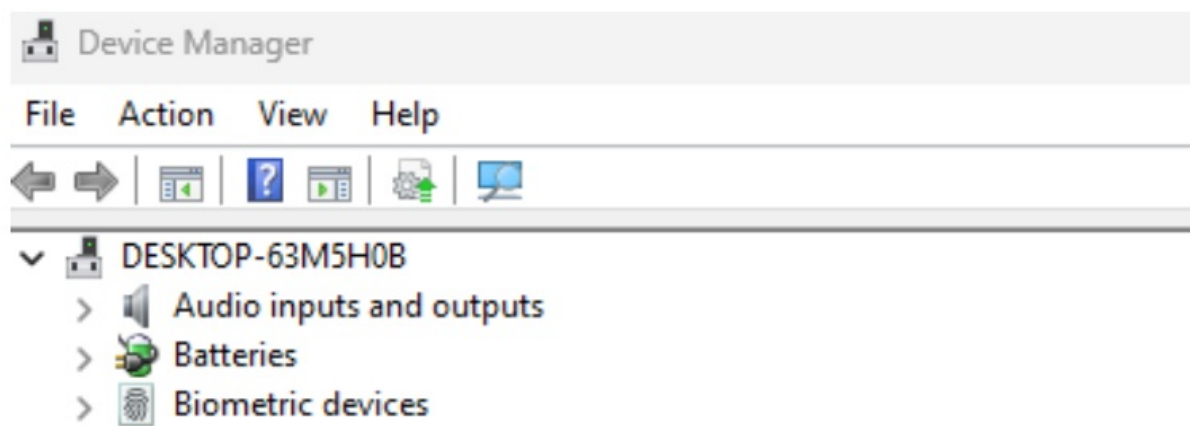 Device Manager
File Action View Help
?
DESKTOP-63M5H0B
Audio inputs and outputs
Batteries
Biometric devices